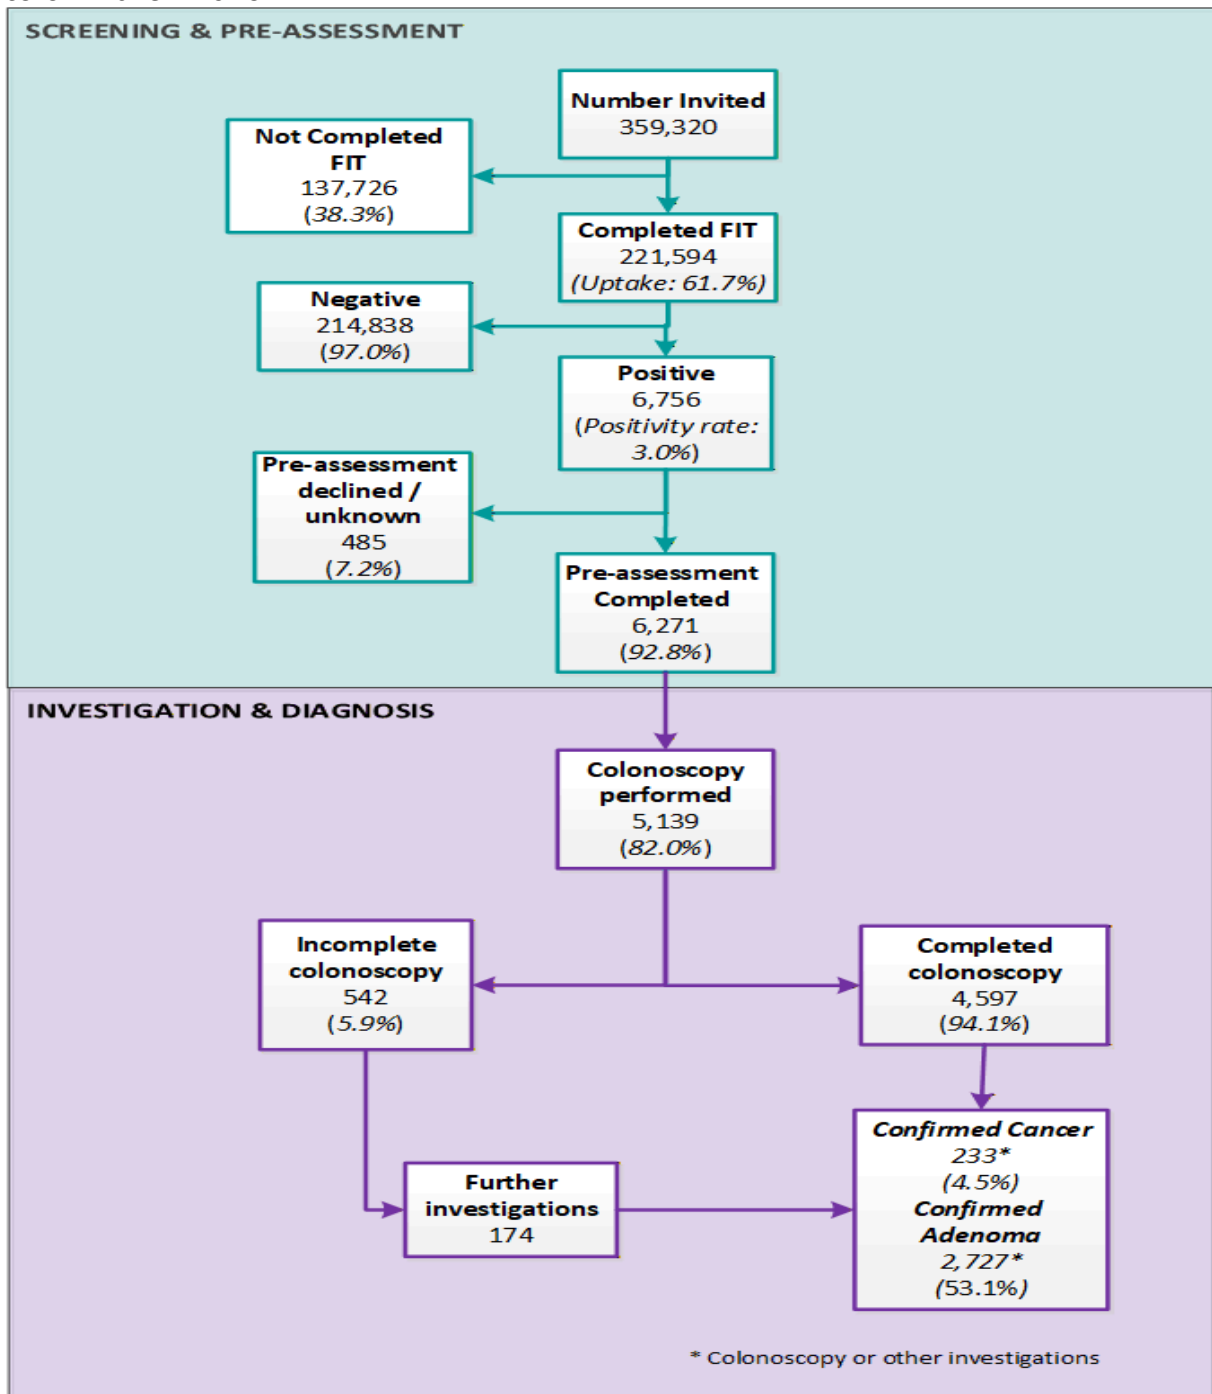 SCREENING & PRE-ASSESSMENT
Number Invited
359,320
Not Completed
FIT
137,726
(38.3%)
Completed FIT
221,594
(Uptake: 61.7%)
Negative
214,838
(97.0%)
Positive
6,756
(Positivity rate:
3.0%)
Pre-assessment
declined /
unknown
485
(7.2%)
Pre-assessment
Completed
6,271
(92.8%)
INVESTIGATION & DIAGNOSIS
Colonoscopy
performed
5,139
(82.0%)
Incomplete
colonoscopy
542
(5.9%)
Completed
colonoscopy
4,597
(94.1%)
Further
investigations
174
Confirmed Cancer
233*
(4.5%)
Confirmed
Adenoma
2,727*
(53.1%)
* Colonoscopy or other investigations